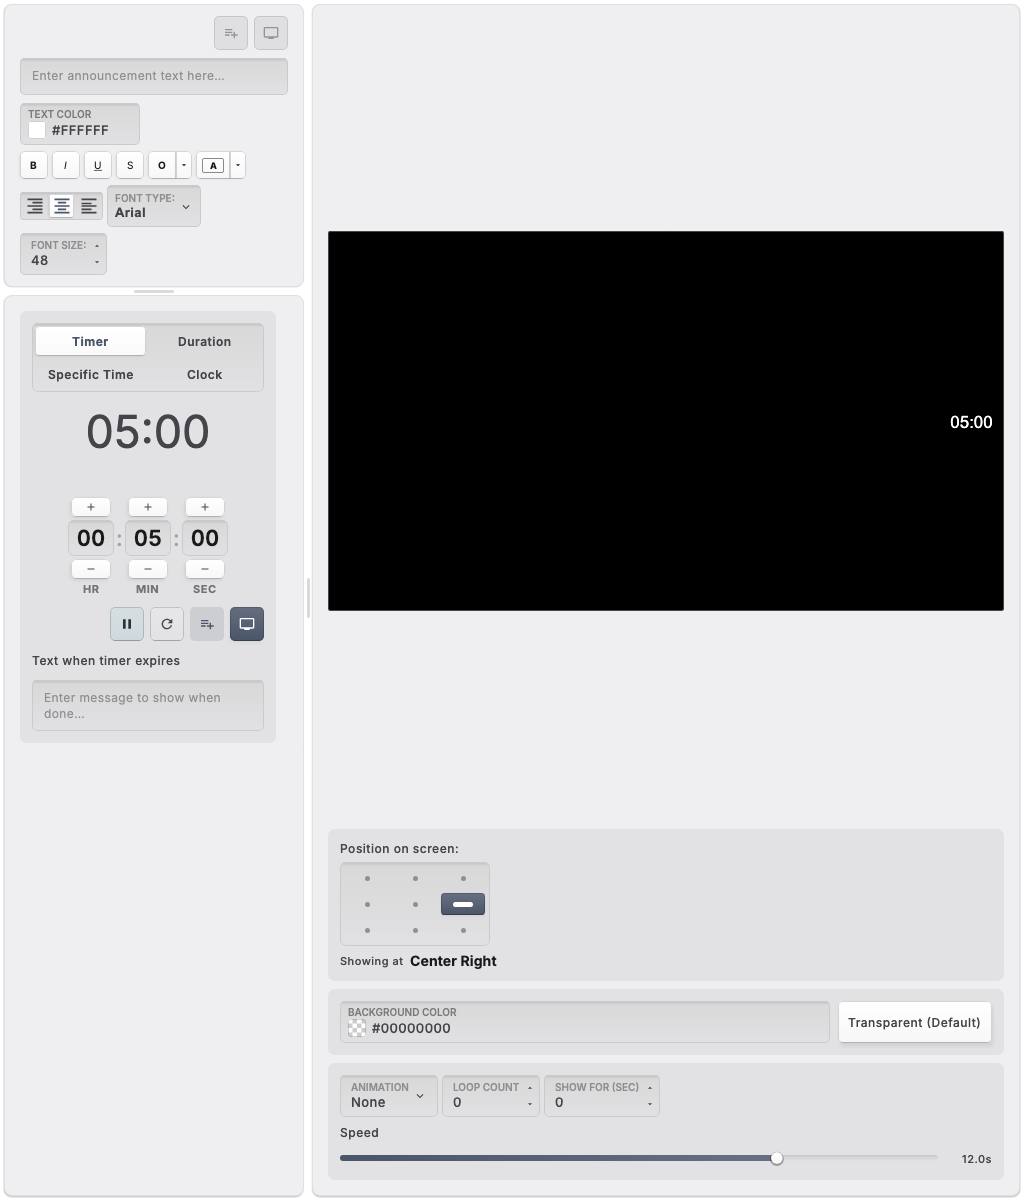 Enter announcement text here...
TEXT COLOR
#FFFFFF
B I U S O A
FONT TYPE:
Arial
FONT SIZE:
48
Timer Duration
Specific Time Clock
05:00
+ + +
00 : 05 : 00
− − −
HR MIN SEC
Text when timer expires
Enter message to show when
done...
05:00
Position on screen:
Showing at Center Right
BACKGROUND COLOR
#00000000
Transparent (Default)
ANIMATION
None
LOOP COUNT
0
SHOW FOR (SEC)
0
Speed
12.0s